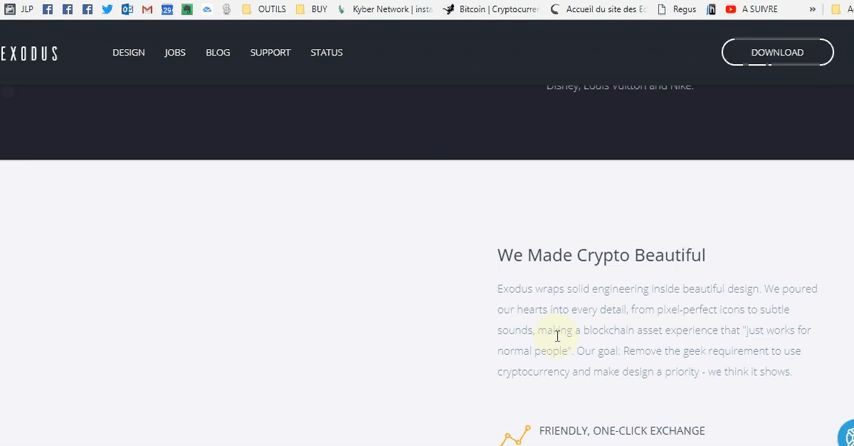 JLP OUTILS BUY Kyber Network | inst Bitcoin | Cryptocurre Accueil du site des Ec Regus A SUIVRE »
EXODUS DESIGN JOBS BLOG SUPPORT STATUS DOWNLOAD
Disney, Louis Vuitton and Nike.
We Made Crypto Beautiful
Exodus wraps solid engineering inside beautiful design. We poured
our hearts into every detail, from pixel-perfect icons to subtle
sounds, making a blockchain asset experience that "just works for
normal people". Our goal: Remove the geek requirement to use
cryptocurrency and make design a priority - we think it shows.
FRIENDLY, ONE-CLICK EXCHANGE